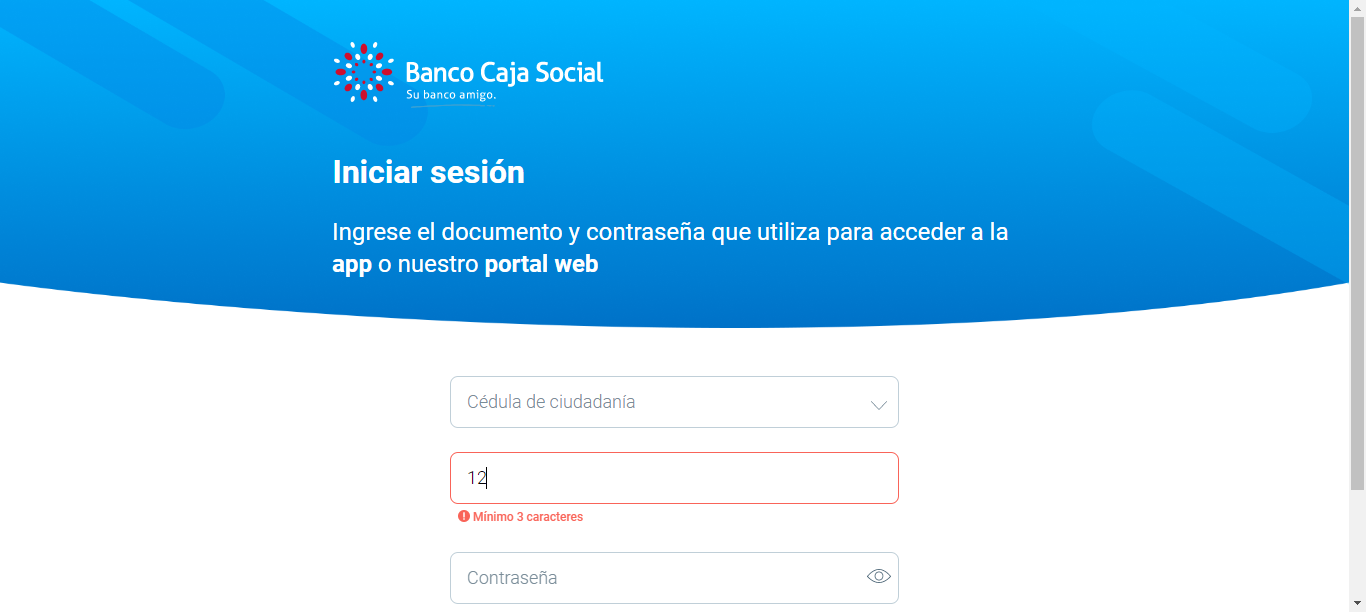 Banco Caja Social
Su banco amigo.
Iniciar sesión
Ingrese el documento y contraseña que utiliza para acceder a la
app o nuestro portal web
Cédula de ciudadanía
12
Mínimo 3 caracteres
Contraseña